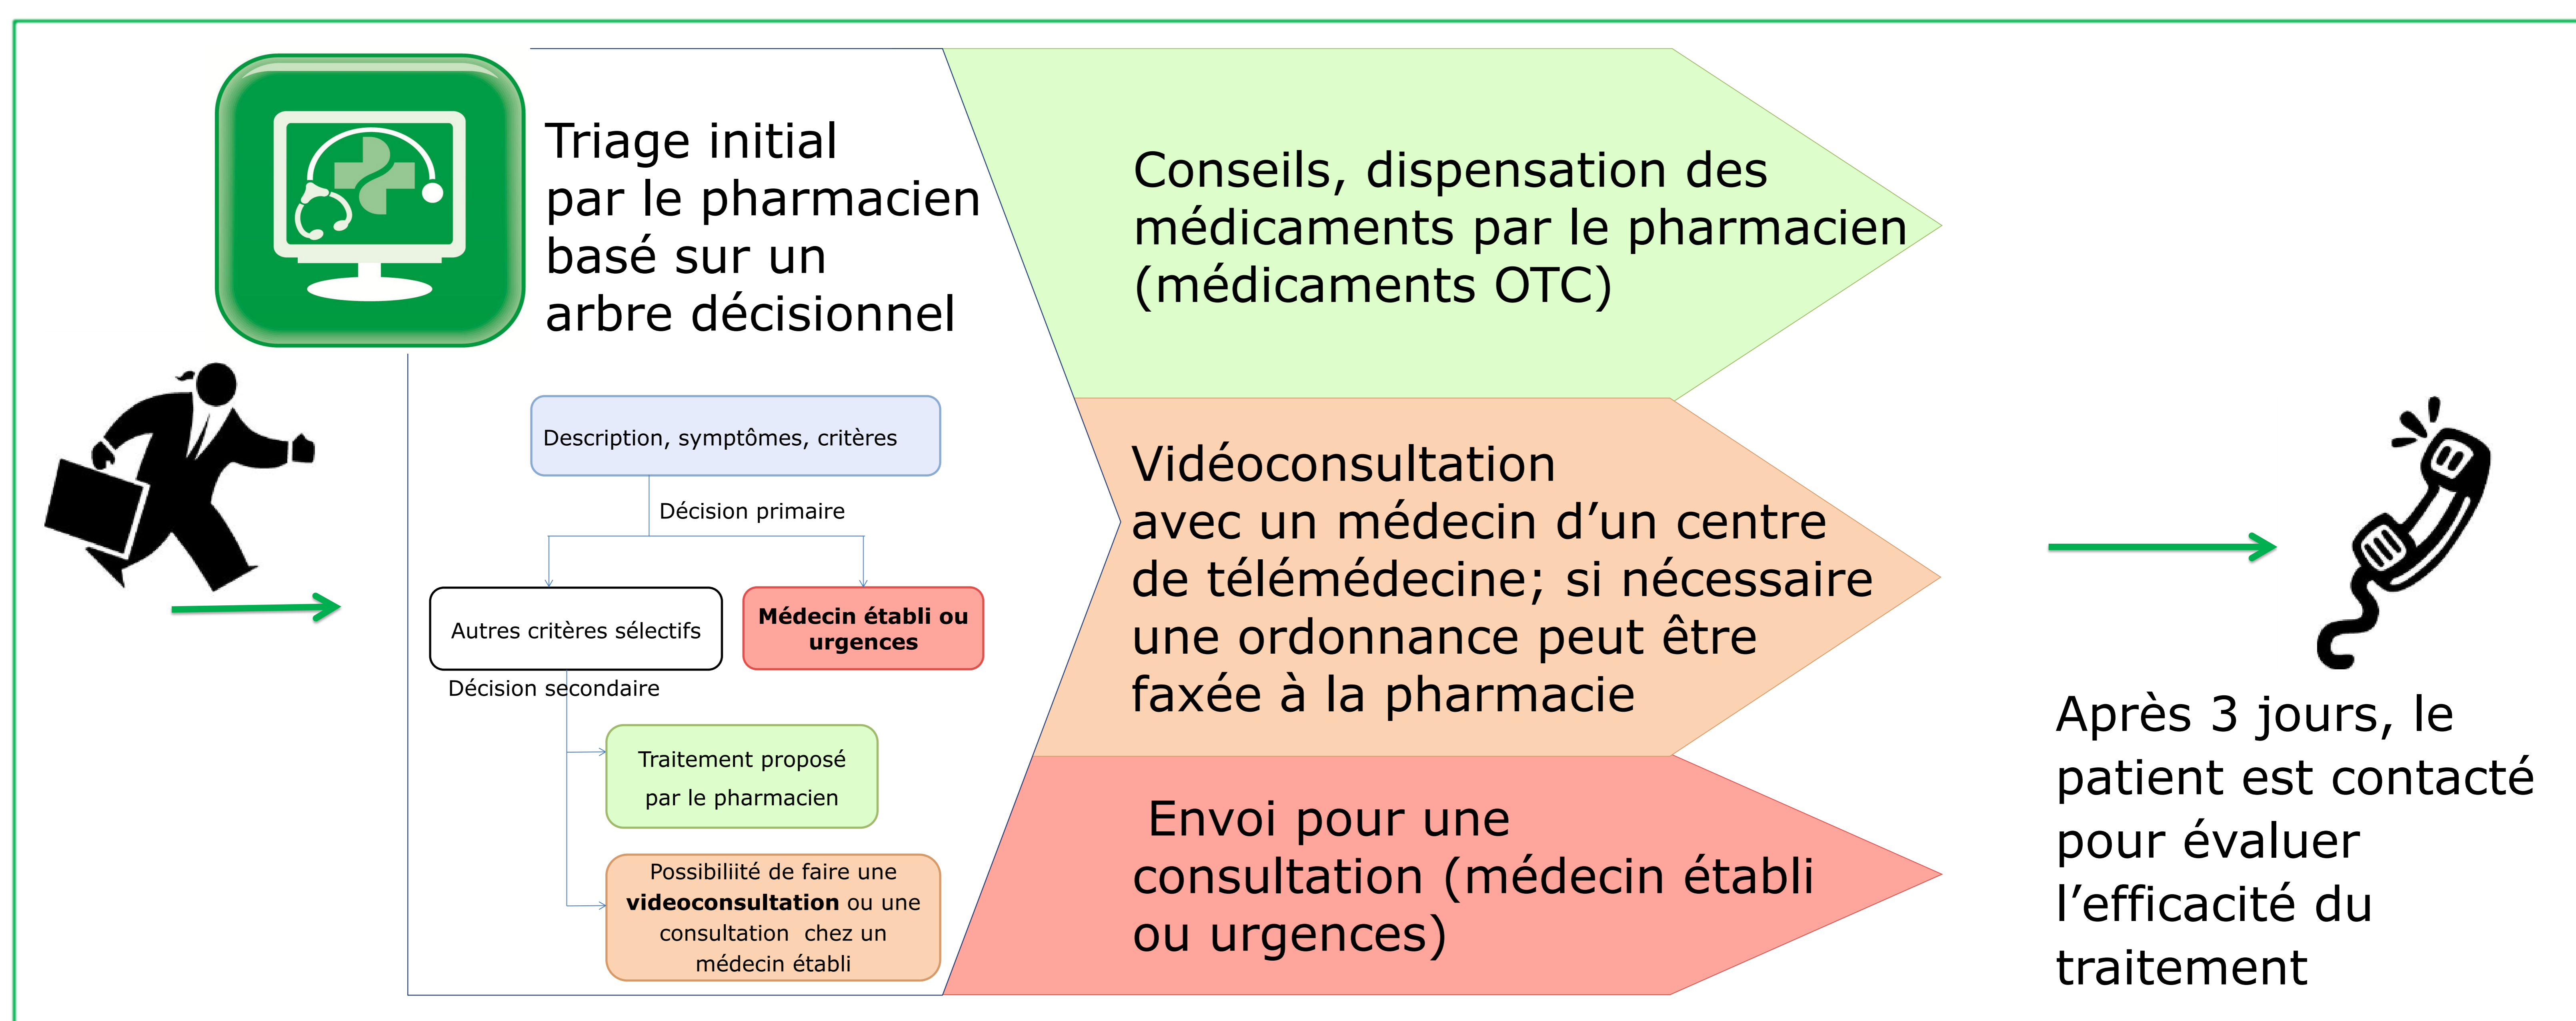 Triage initial
par le pharmacien
basé sur un
arbre décisionnel
Description, symptômes, critères
Décision primaire
Autres critères sélectifs
Médecin établi ou
urgences
Décision secondaire
Traitement proposé
par le pharmacien
Possibiliité de faire une
videoconsultation ou une
consultation chez un
médecin établi
Conseils, dispensation des
médicaments par le pharmacien
(médicaments OTC)
Vidéoconsultation
avec un médecin d’un centre
de télémédecine; si nécessaire
une ordonnance peut être
faxée à la pharmacie
Envoi pour une
consultation (médecin établi
ou urgences)
Après 3 jours, le
patient est contacté
pour évaluer
l’efficacité du
traitement